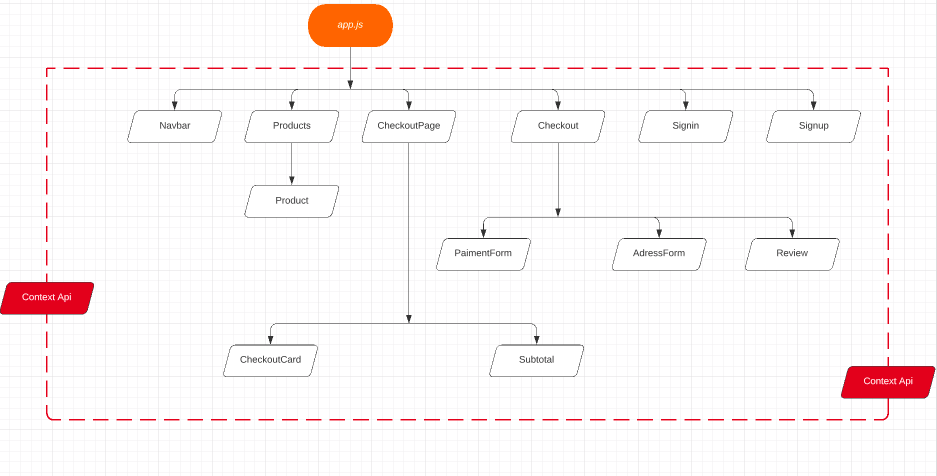 app.js
Navbar
Products
CheckoutPage
Checkout
Signin
Signup
Product
PaimentForm
AdressForm
Review
Context Api
CheckoutCard
Subtotal
Context Api